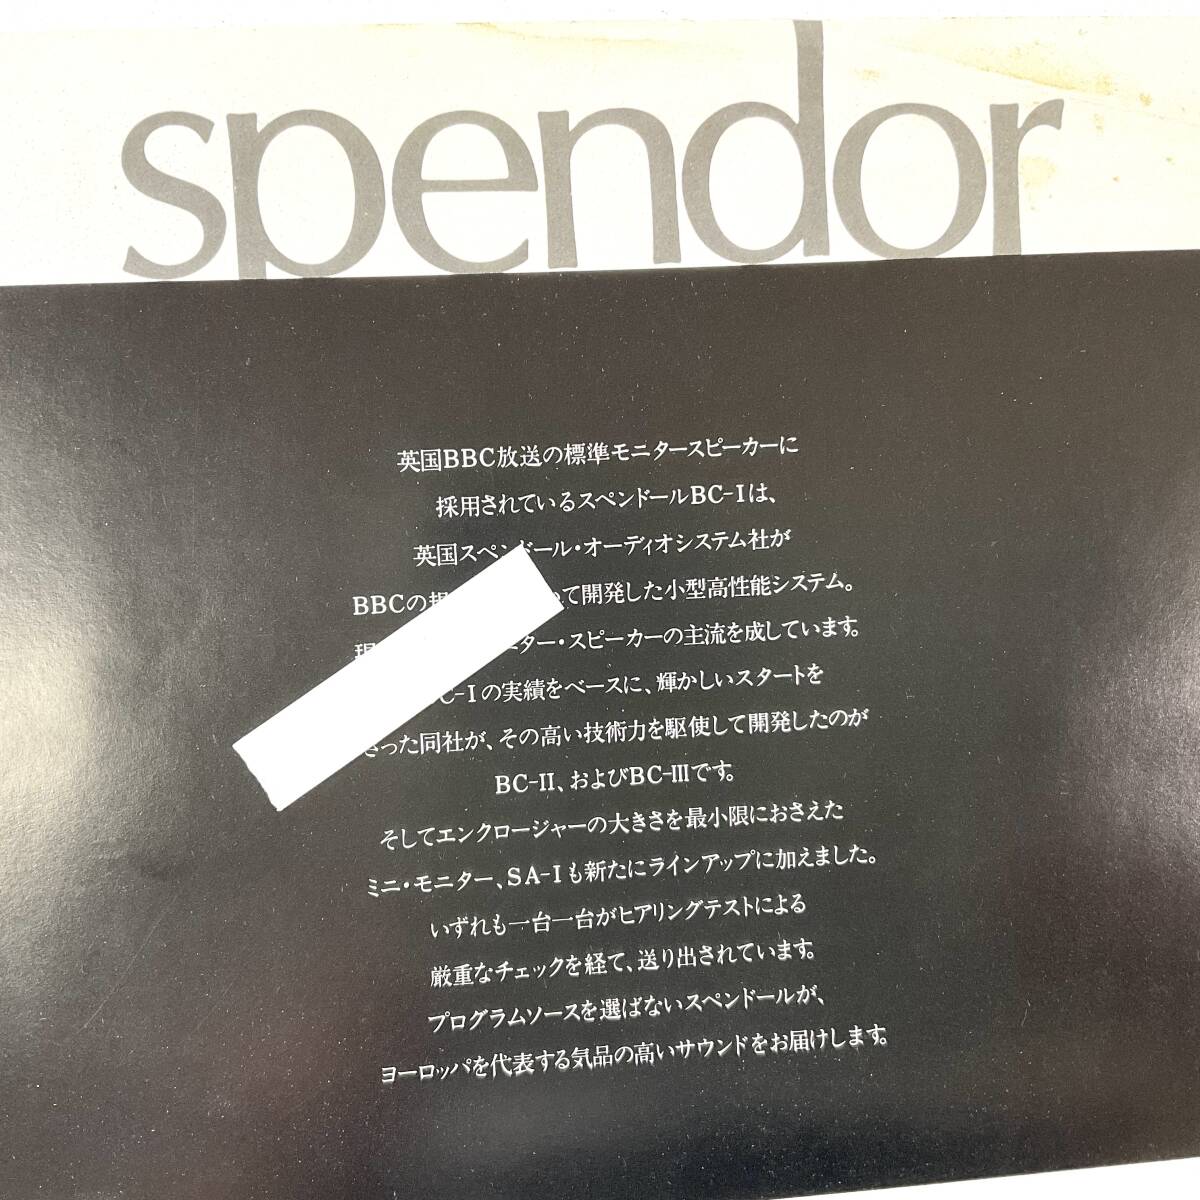 spendor
英国BBC放送の標準モニタースピーカーに
採用されているスペンドールBC-Iは、
英国スペンドール・オーディオシステム社が
BBCの て開発した小型高性能システム。
ター・スピーカーの主流を成しています。
C-Iの実績をベースに、輝かしいスタートを
きった同社が、その高い技術力を駆使して開発したのが
BC-II、およびBC-IIIです。
そしてエンクロージャーの大きさを最小限におさえた
ミニ・モニター、SA-Iも新たにラインアップに加えました。
いずれも一台一台がヒアリングテストによる
厳重なチェックを経て、送り出されています。
プログラムソースを選ばないスペンドールが、
ヨーロッパを代表する気品の高いサウンドをお届けします。